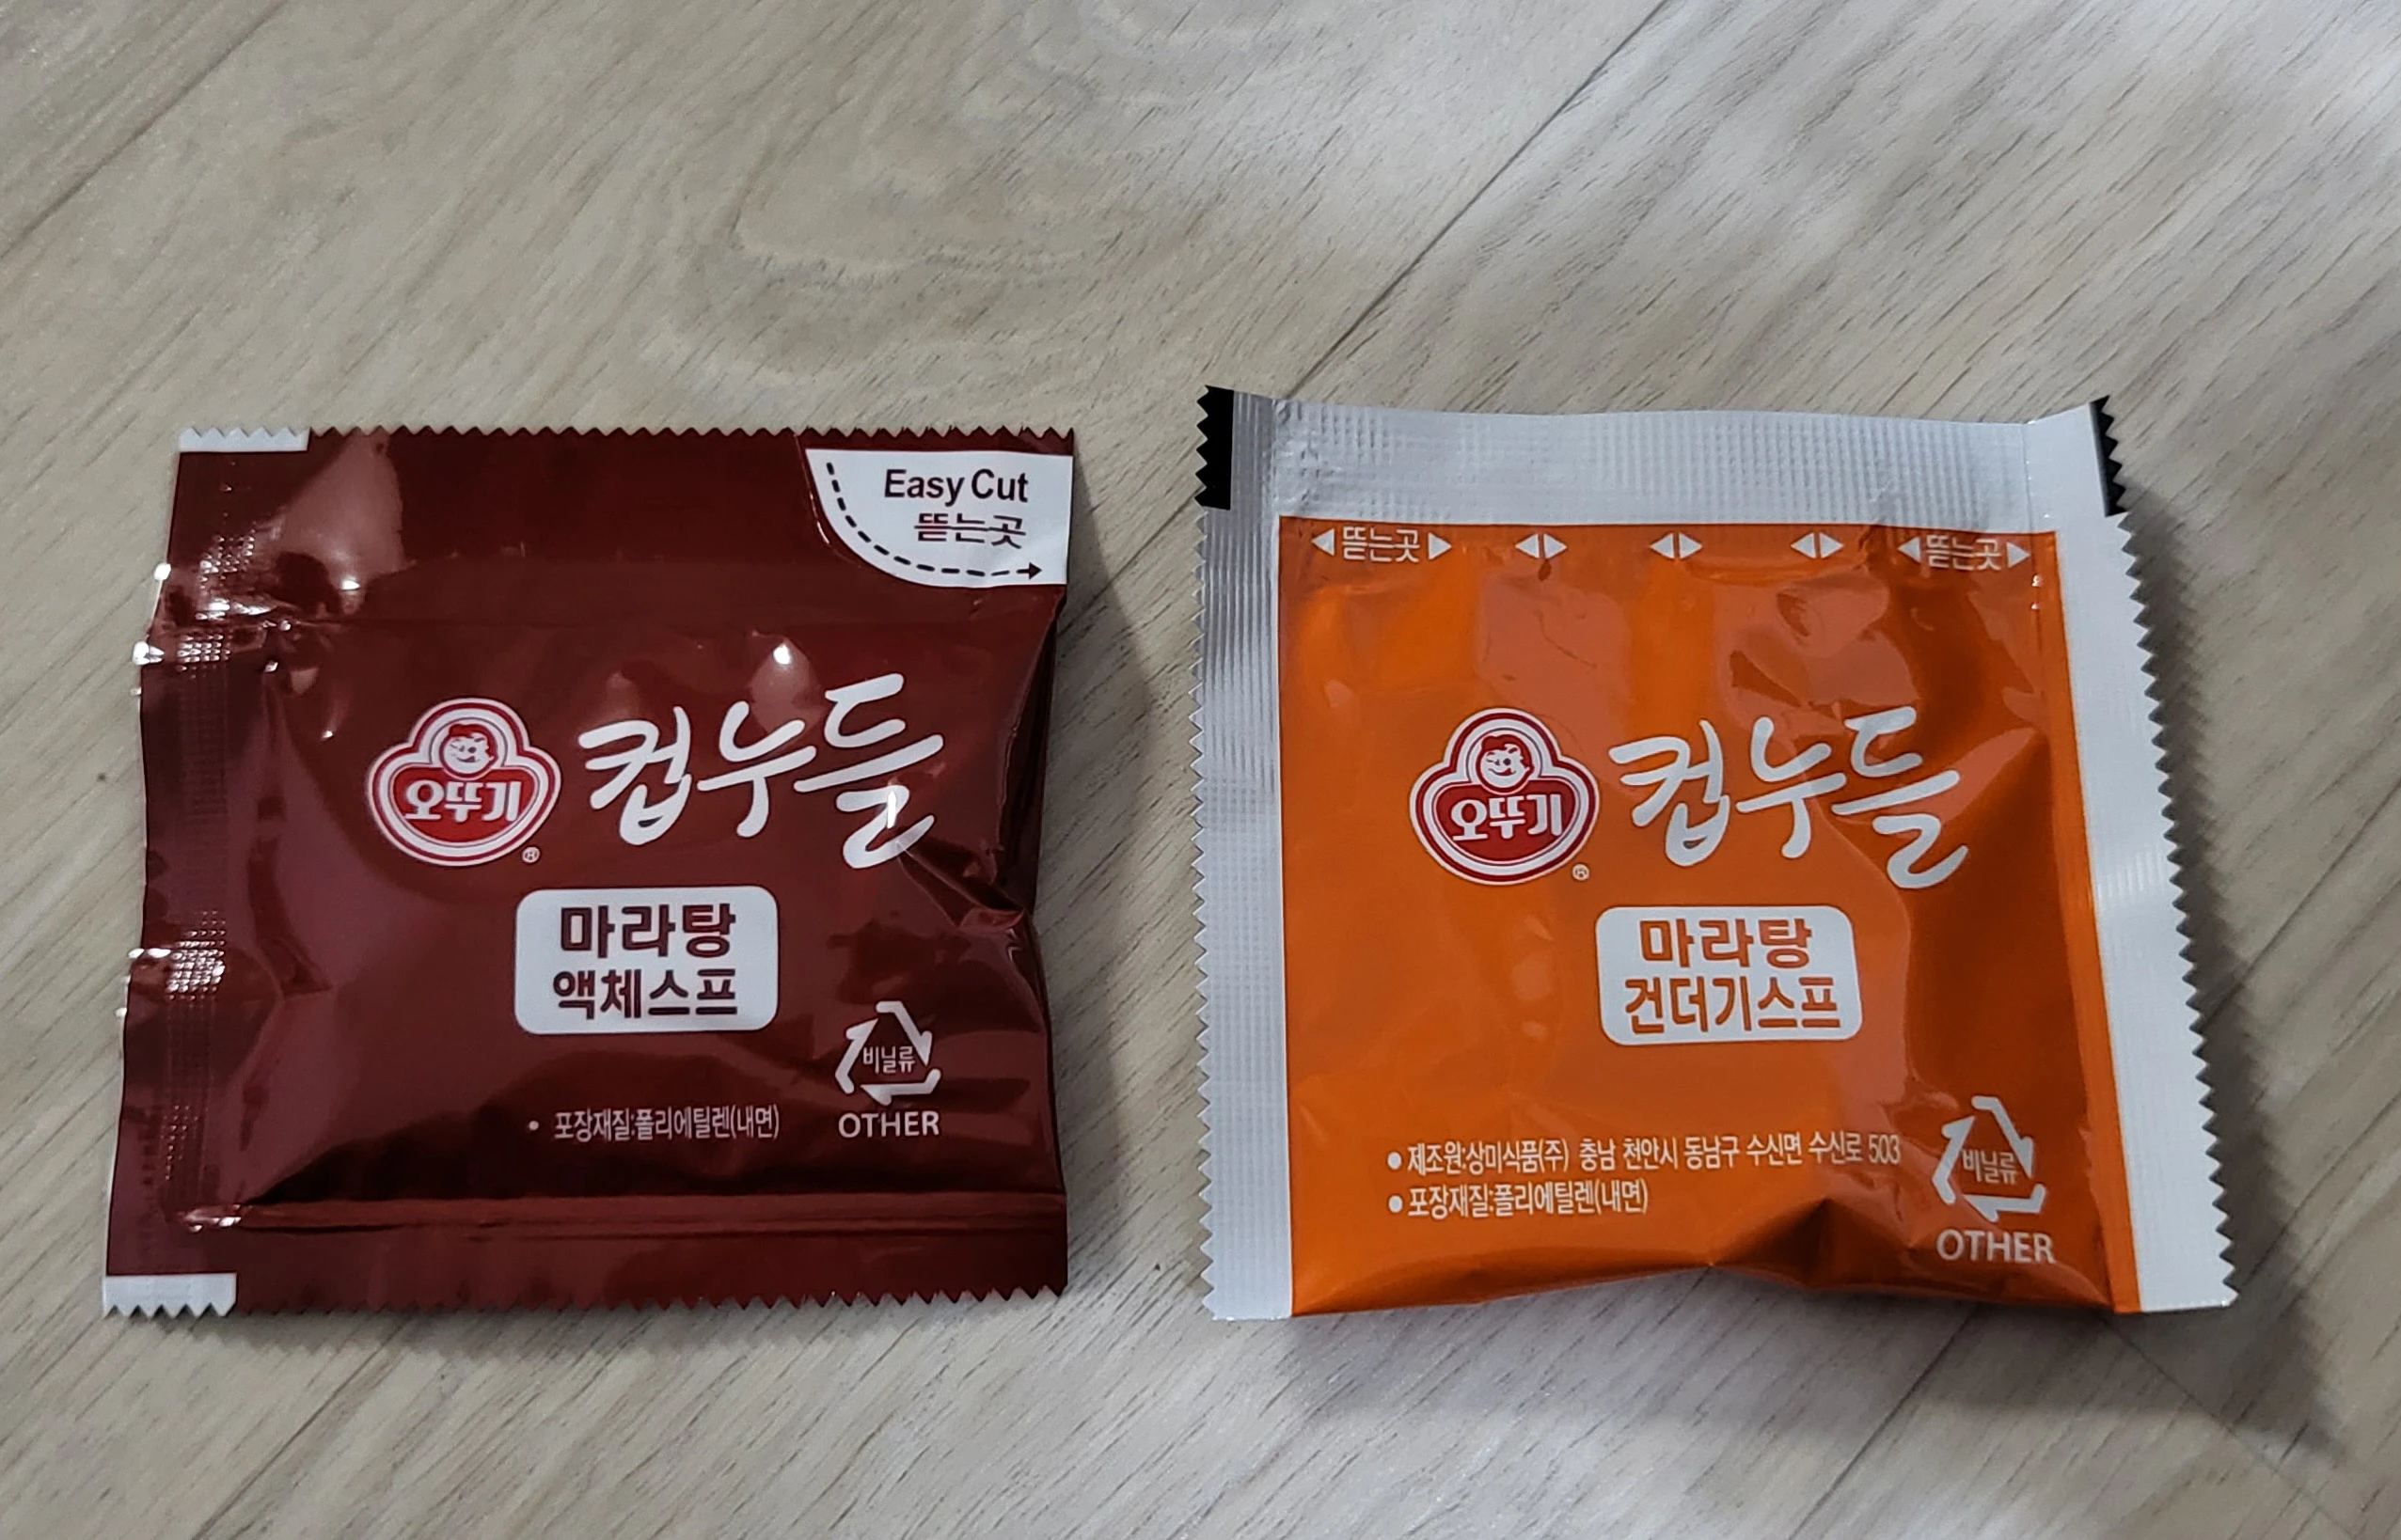 Easy Cut
뜯는곳
오뚜기
®
컵누들
마라탕
액체스프
비닐류
OTHER
• 포장재질:폴리에틸렌(내면)
◀뜯는곳▶ ◀▶ ◀▶ ◀▶ ◀뜯는곳▶
오뚜기
®
컵누들
마라탕
건더기스프
● 제조원:상미식품(주) 충남 천안시 동남구 수신면 수신로 503
● 포장재질:폴리에틸렌(내면)
비닐류
OTHER